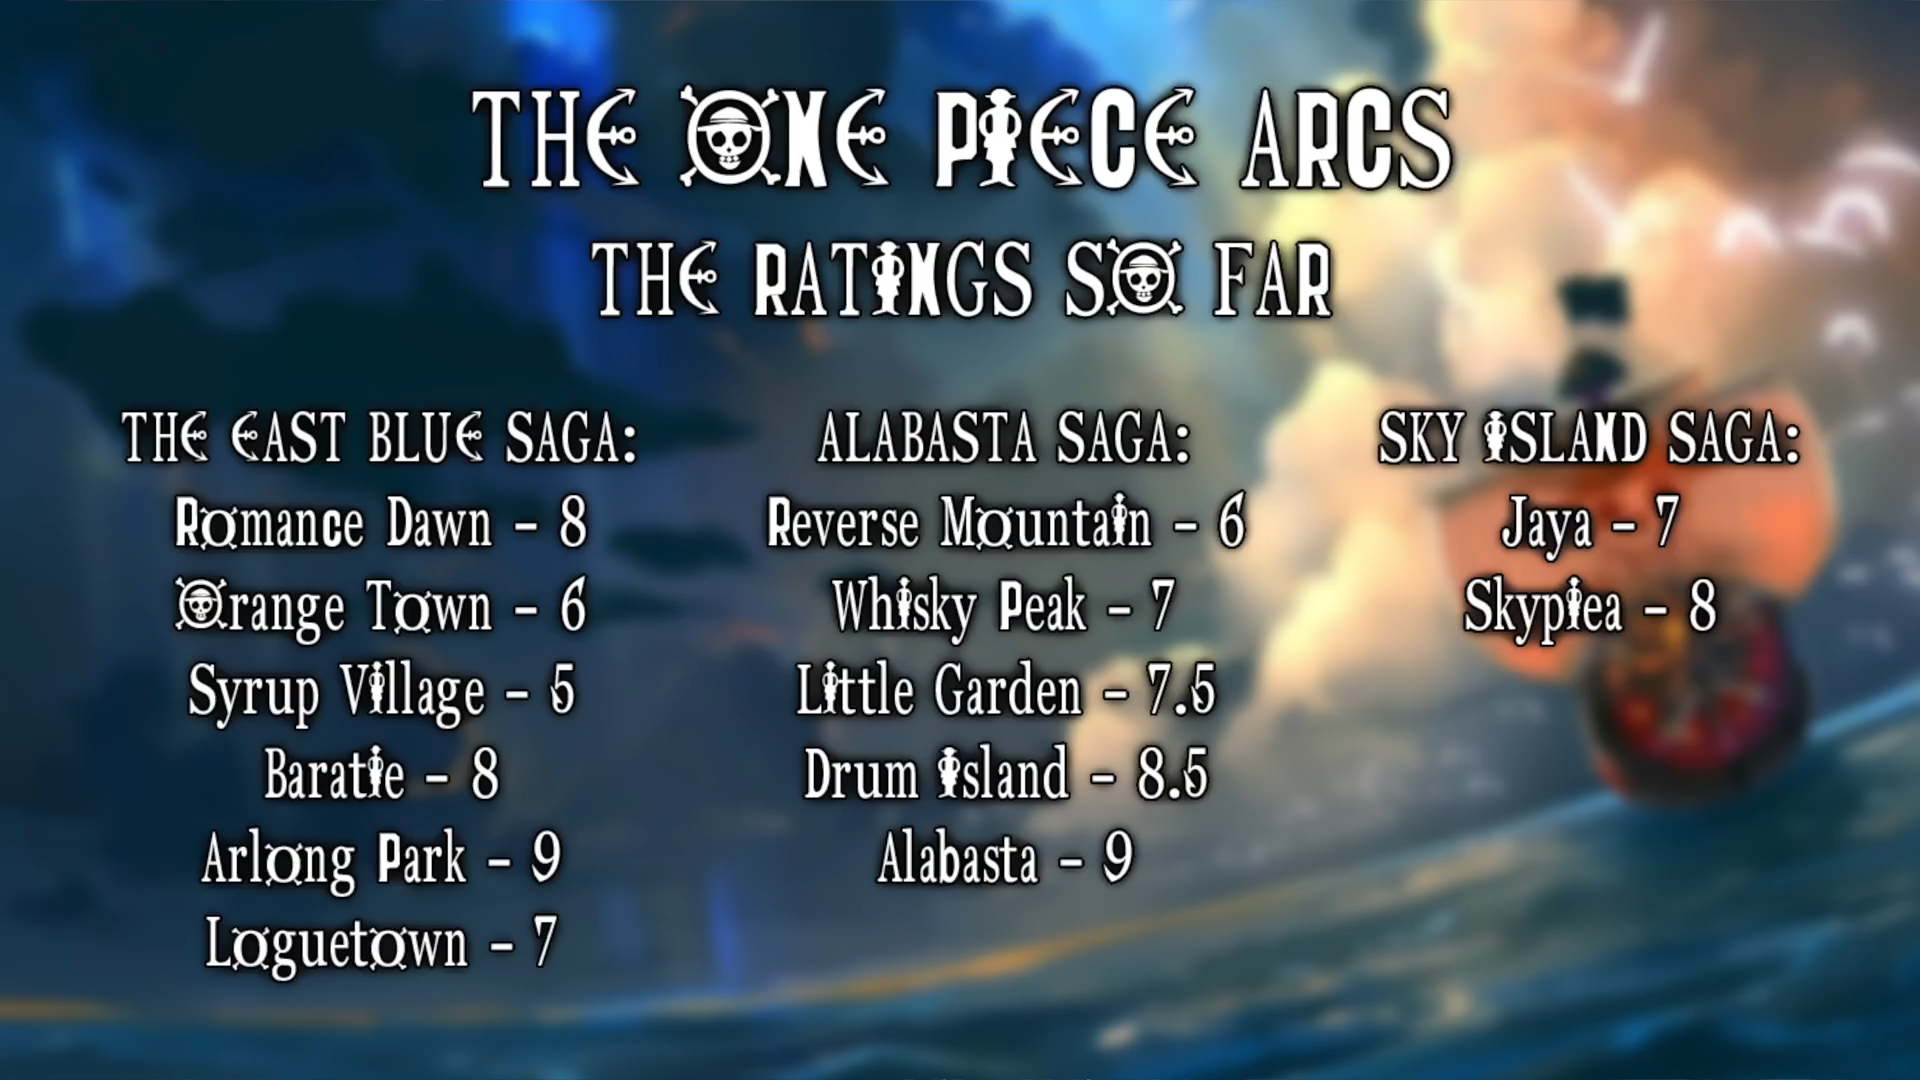 THE ONE PIECE ARCS
THE RATINGS SO FAR
THE EAST BLUE SAGA:
Romance Dawn - 8
Orange Town - 6
Syrup Village - 5
Baratie - 8
Arlong Park - 9
Loguetown - 7
ALABASTA SAGA:
Reverse Mountain - 6
Whisky Peak - 7
Little Garden - 7.5
Drum Island - 8.5
Alabasta - 9
SKY ISLAND SAGA:
Jaya - 7
Skypiea - 8